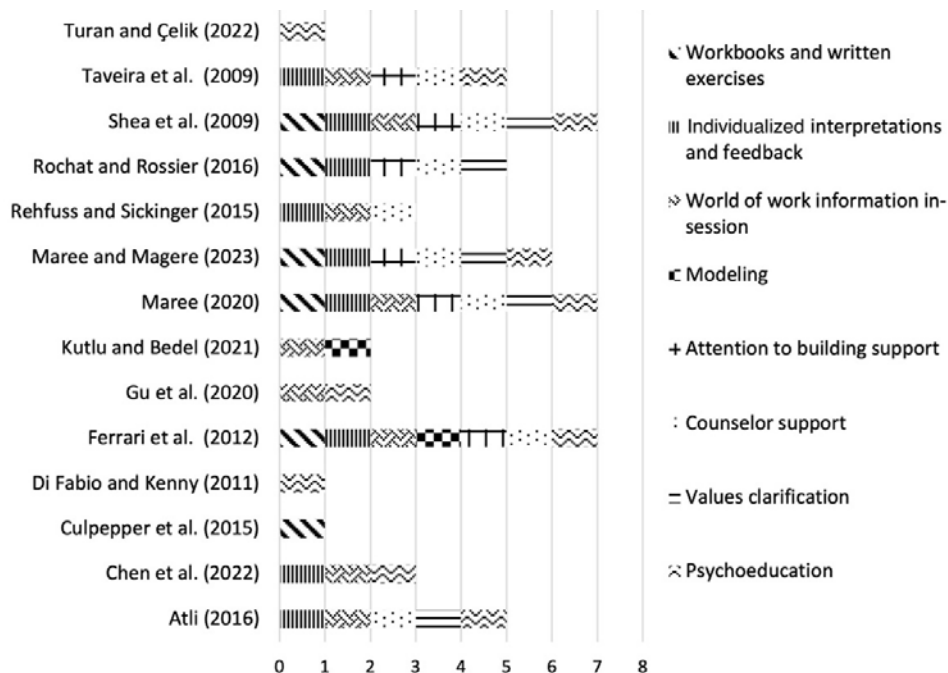 Turan and Çelik (2022)
Taveira et al. (2009)
Shea et al. (2009)
Rochat and Rossier (2016)
Rehfuss and Sickinger (2015)
Maree and Magere (2023)
Maree (2020)
Kutlu and Bedel (2021)
Gu et al. (2020)
Ferrari et al. (2012)
Di Fabio and Kenny (2011)
Culpepper et al. (2015)
Chen et al. (2022)
Atli (2016)
0 1 2 3 4 5 6 7 8
Workbooks and written
exercises
Individualized interpretations
and feedback
World of work information in-
session
Modeling
Attention to building support
Counselor support
Values clarification
Psychoeducation